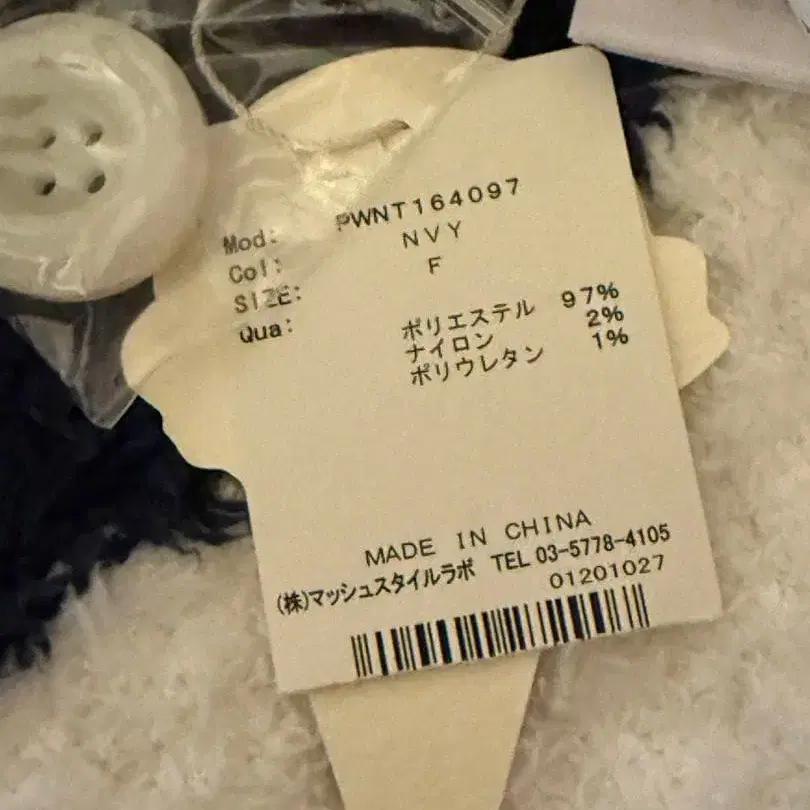 Mod: PWNT164097
Col: NVY
SIZE: F
Qua: ポリエステル 97%
ナイロン 2%
ポリウレタン 1%
MADE IN CHINA
(株)マッシュスタイルラボ TEL 03-5778-4105
01201027